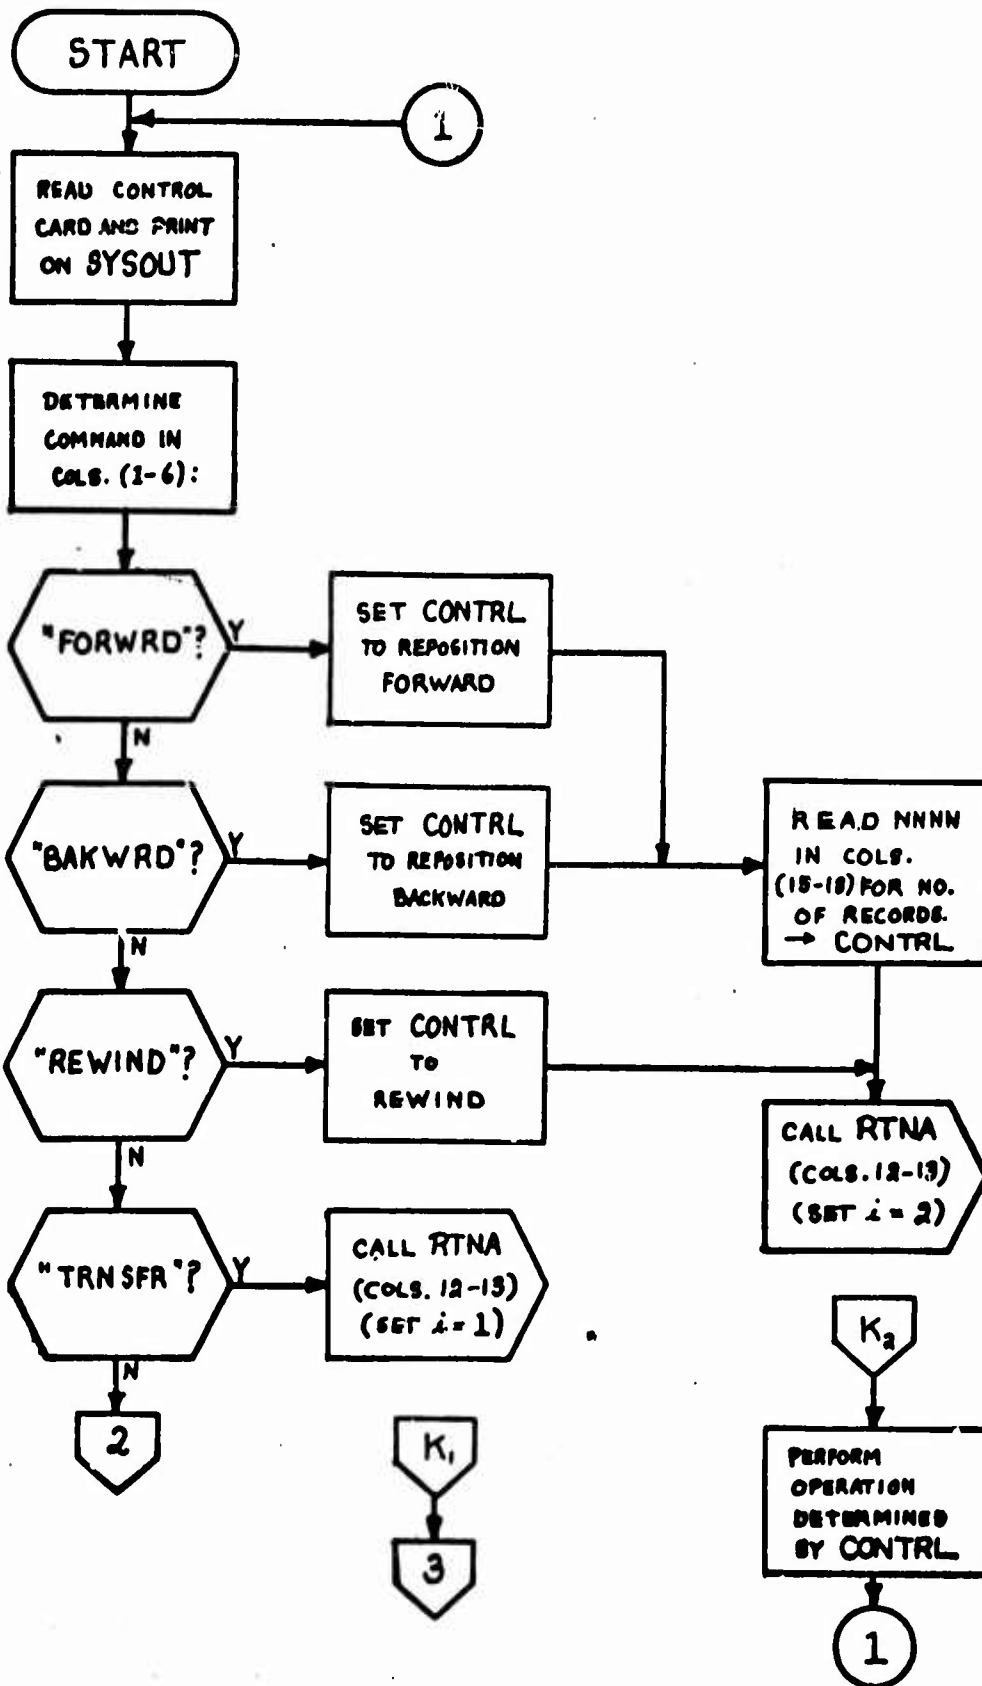 START
1
READ CONTROL
CARD AND PRINT
ON SYSOUT
DETERMINE
COMMAND IN
COLS. (1-6):
"FORWRD"?
Y
SET CONTRL
TO REPOSITION
FORWARD
N
"BAKWRD"?
Y
SET CONTRL
TO REPOSITION
BACKWARD
READ NNNN
IN COLS.
(15-18) FOR NO.
OF RECORDS.
→ CONTRL
N
"REWIND"?
Y
SET CONTRL
TO
REWIND
CALL RTNA
(COLS. 12-13)
(SET i = 2)
N
"TRNSFR"?
Y
CALL RTNA
(COLS. 12-13)
(SET i = 1)
N
2
K₁
3
K₂
PERFORM
OPERATION
DETERMINED
BY CONTRL
1